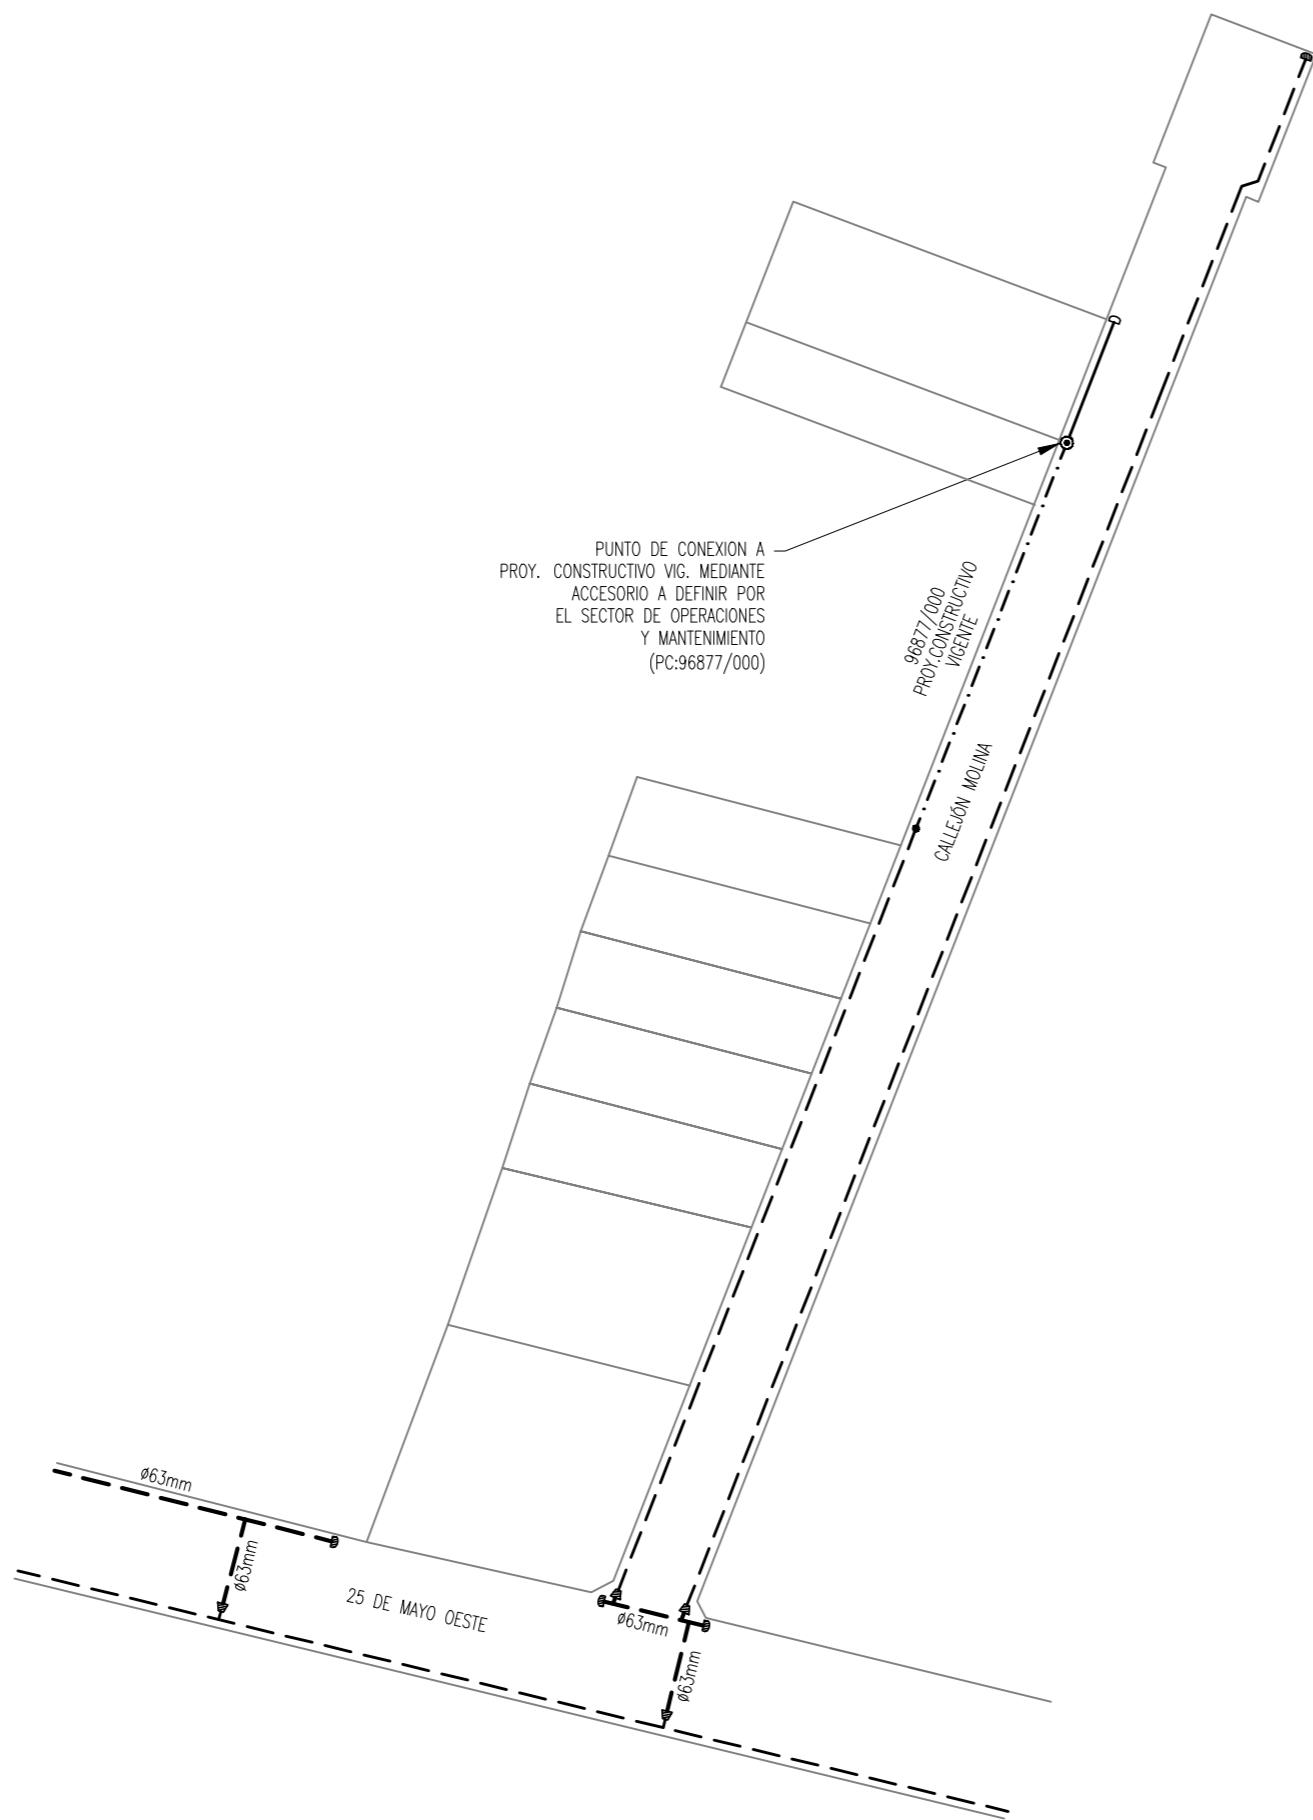 PUNTO DE CONEXION A
PROY. CONSTRUCTIVO VIG. MEDIANTE
ACCESORIO A DEFINIR POR
EL SECTOR DE OPERACIONES
Y MANTENIMIENTO
(PC:96877/000)
96877/000
PROY.CONSTRUCTIVO
VIGENTE
CALLEJÓN MOLINA
ø63mm
ø63mm
25 DE MAYO OESTE
ø63mm
ø63mm